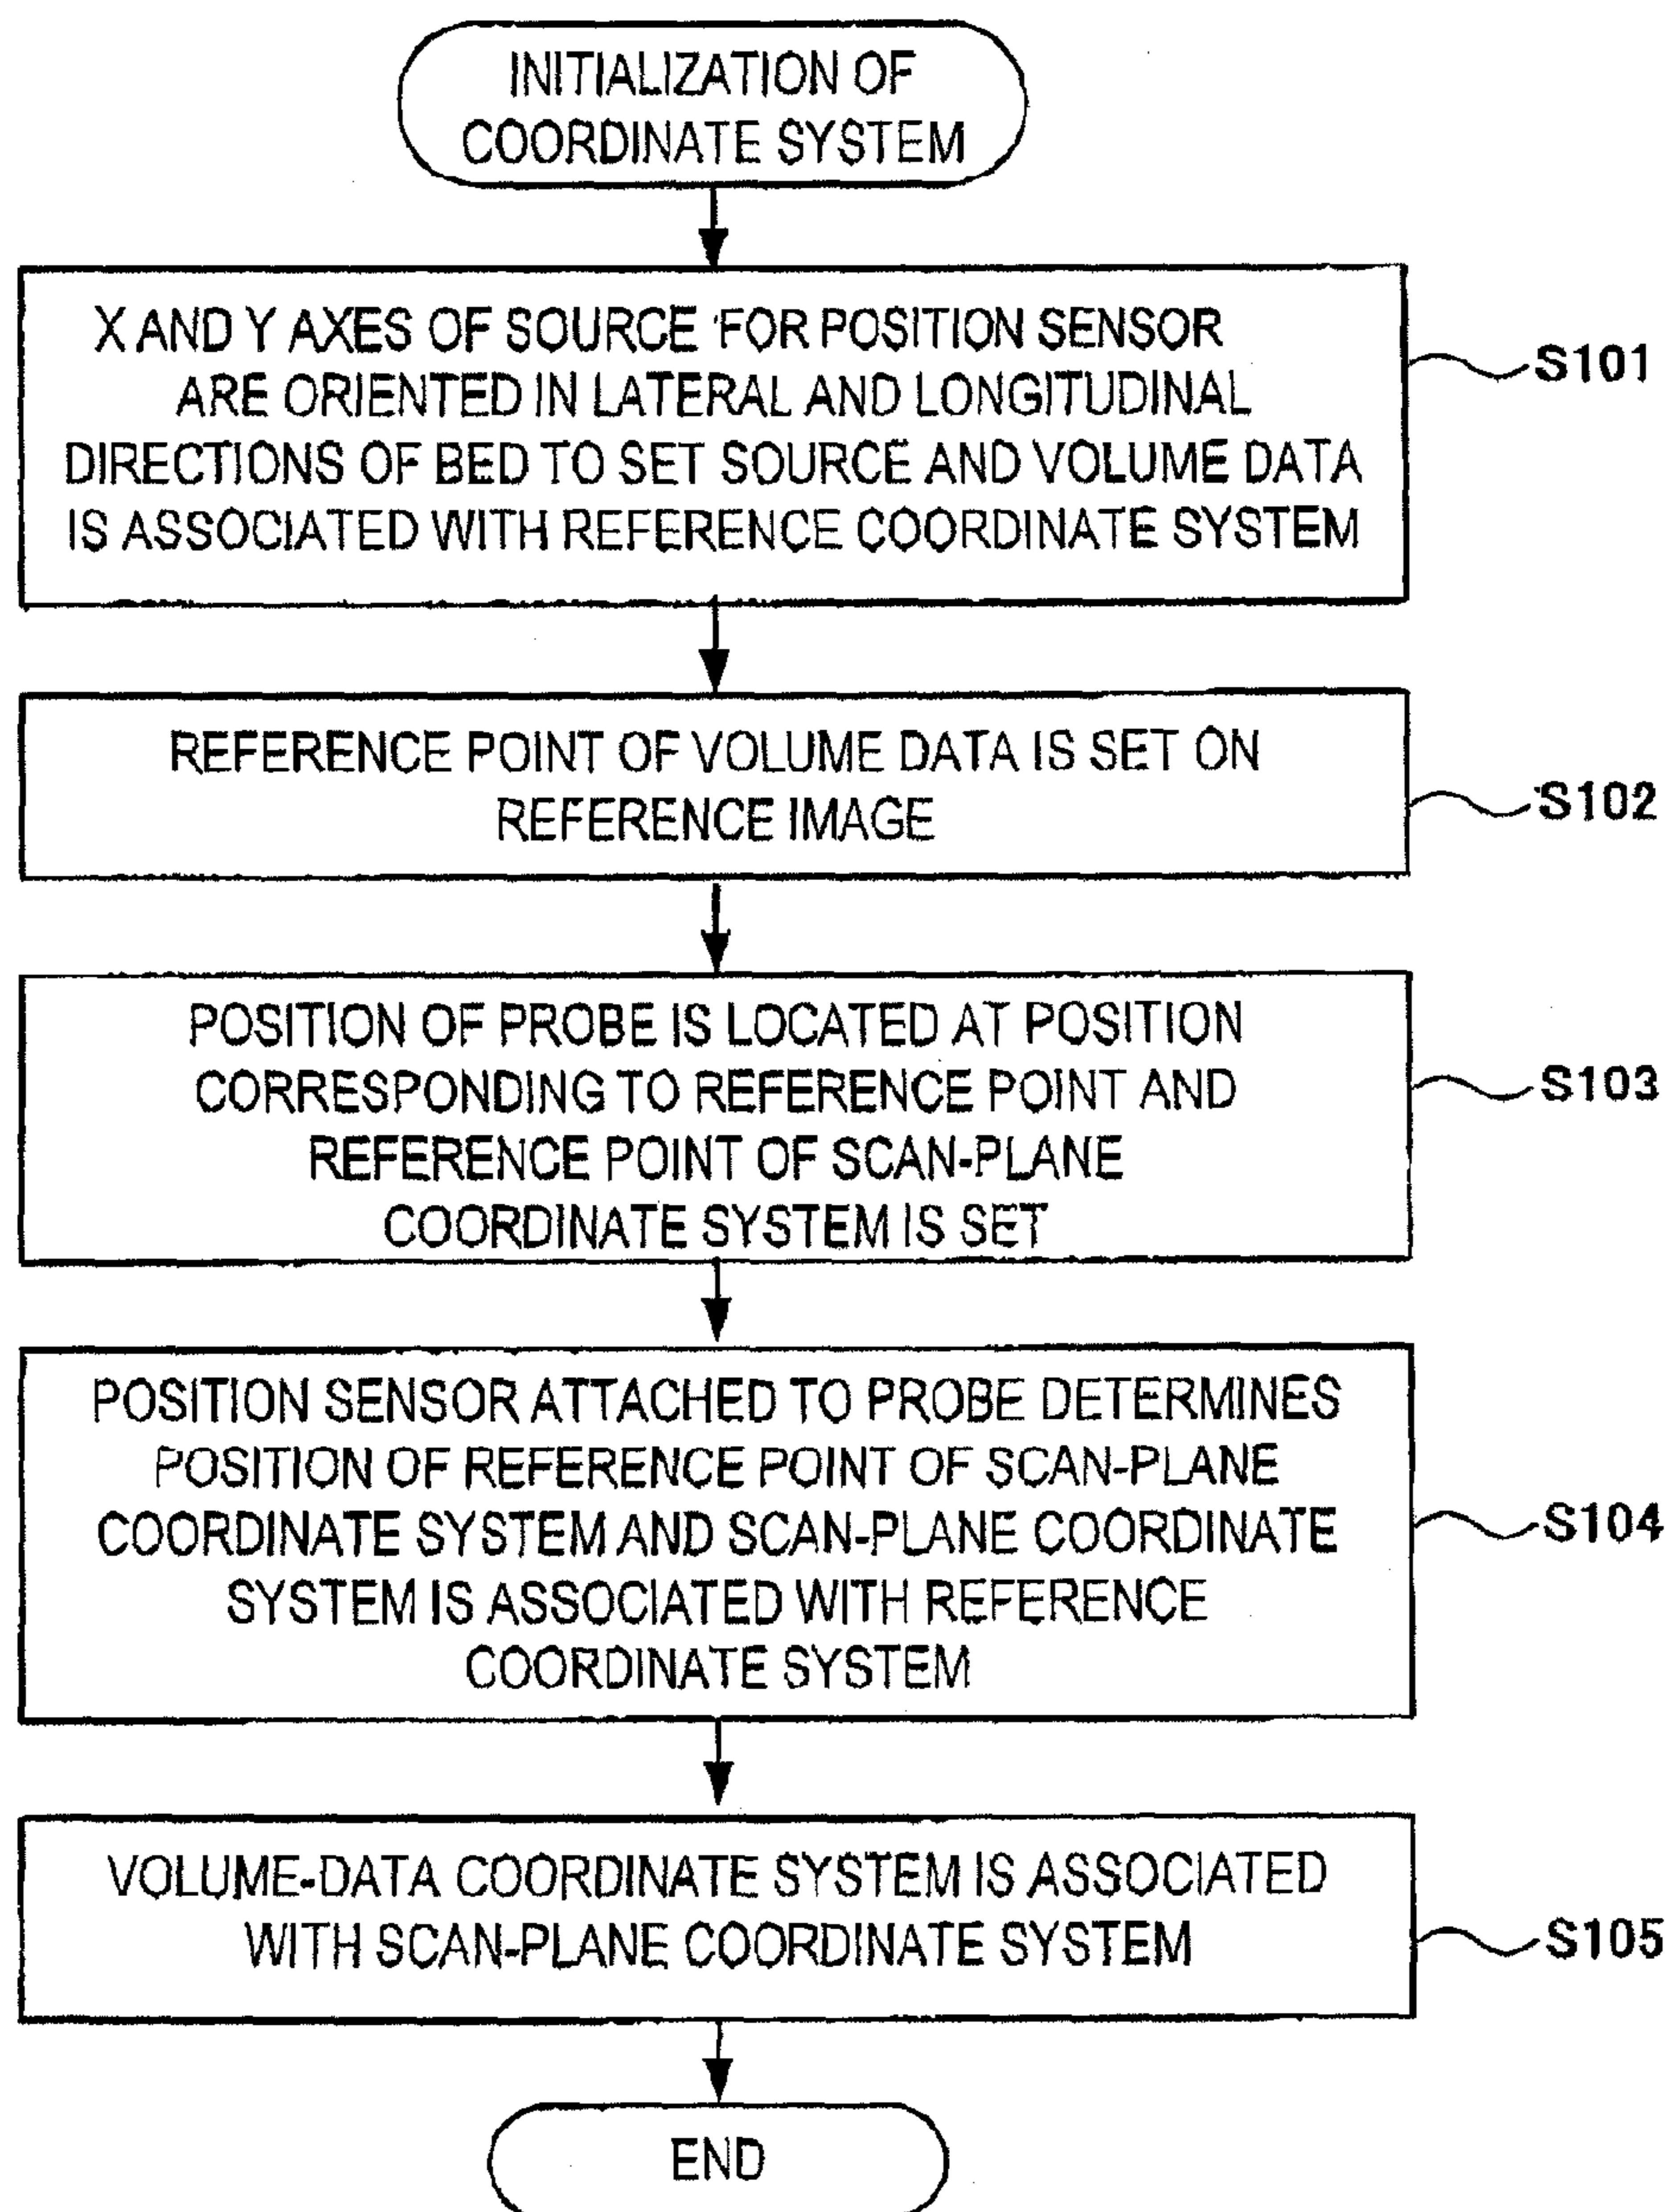 INITIALIZATION OF
COORDINATE SYSTEM
X AND Y AXES OF SOURCE FOR POSITION SENSOR
ARE ORIENTED IN LATERAL AND LONGITUDINAL
DIRECTIONS OF BED TO SET SOURCE AND VOLUME DATA
IS ASSOCIATED WITH REFERENCE COORDINATE SYSTEM
S101
REFERENCE POINT OF VOLUME DATA IS SET ON
REFERENCE IMAGE
S102
POSITION OF PROBE IS LOCATED AT POSITION
CORRESPONDING TO REFERENCE POINT AND
REFERENCE POINT OF SCAN-PLANE
COORDINATE SYSTEM IS SET
S103
POSITION SENSOR ATTACHED TO PROBE DETERMINES
POSITION OF REFERENCE POINT OF SCAN-PLANE
COORDINATE SYSTEM AND SCAN-PLANE COORDINATE
SYSTEM IS ASSOCIATED WITH REFERENCE
COORDINATE SYSTEM
S104
VOLUME-DATA COORDINATE SYSTEM IS ASSOCIATED
WITH SCAN-PLANE COORDINATE SYSTEM
S105
END